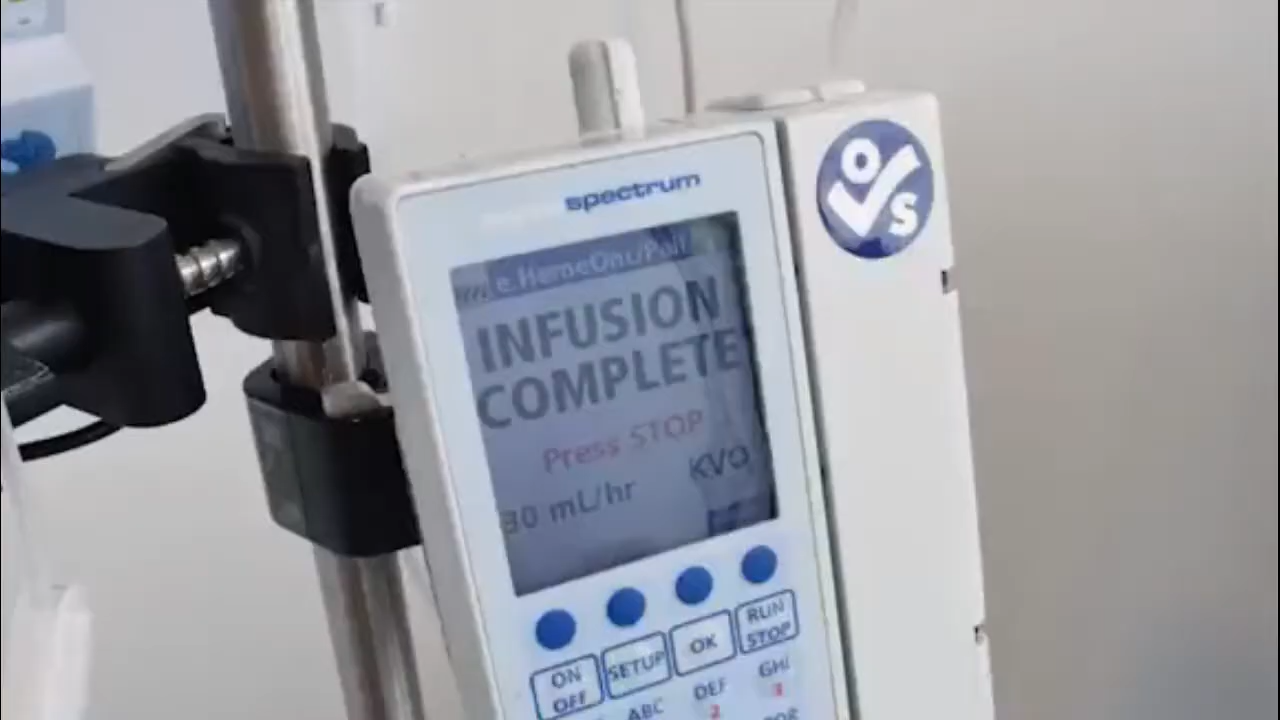 spectrum
HemeOnc/Pall
INFUSION
COMPLETE
Press STOP
KVO
30 mL/hr
ON
OFF
SETUP
OK
RUN
STOP
ABC
DEF
2
GHI
3
PQR
O
S